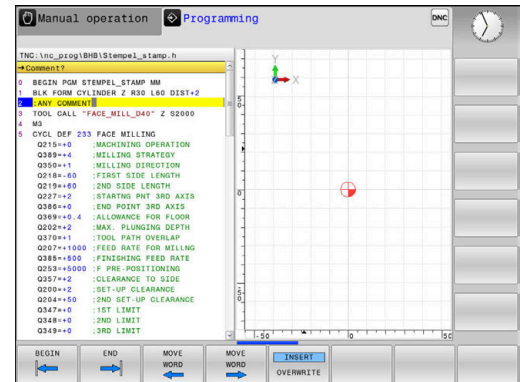 Manual operation
Programming
DNC
TNC:\nc_prog\BHB\Stempel_stamp.h
→Comment?
0 BEGIN PGM STEMPEL_STAMP MM
1 BLK FORM CYLINDER Z R30 L60 DIST+2
2 ;ANY COMMENT
3 TOOL CALL "FACE_MILL_D40" Z S2000
4 M3
5 CYCL DEF 233 FACE MILLING
Q215=+0 ;MACHINING OPERATION
Q389=+4 ;MILLING STRATEGY
Q350=+1 ;MILLING DIRECTION
Q218=-60 ;FIRST SIDE LENGTH
Q219=+60 ;2ND SIDE LENGTH
Q227=+2 ;STARTNG PNT 3RD AXIS
Q386=+0 ;END POINT 3RD AXIS
Q369=+0.4 ;ALLOWANCE FOR FLOOR
Q202=+2 ;MAX. PLUNGING DEPTH
Q370=+1 ;TOOL PATH OVERLAP
Q207=+1000 ;FEED RATE FOR MILLNG
Q385=+500 ;FINISHING FEED RATE
Q253=+5000 ;F PRE-POSITIONING
Q357=+2 ;CLEARANCE TO SIDE
Q200=+2 ;SET-UP CLEARANCE
Q204=+50 ;2ND SET-UP CLEARANCE
Q347=+0 ;1ST LIMIT
Q348=+0 ;2ND LIMIT
Q349=+0 ;3RD LIMIT
Y
X
0
-50
0
50
BEGIN
END
MOVE WORD
MOVE WORD
INSERT
OVERWRITE